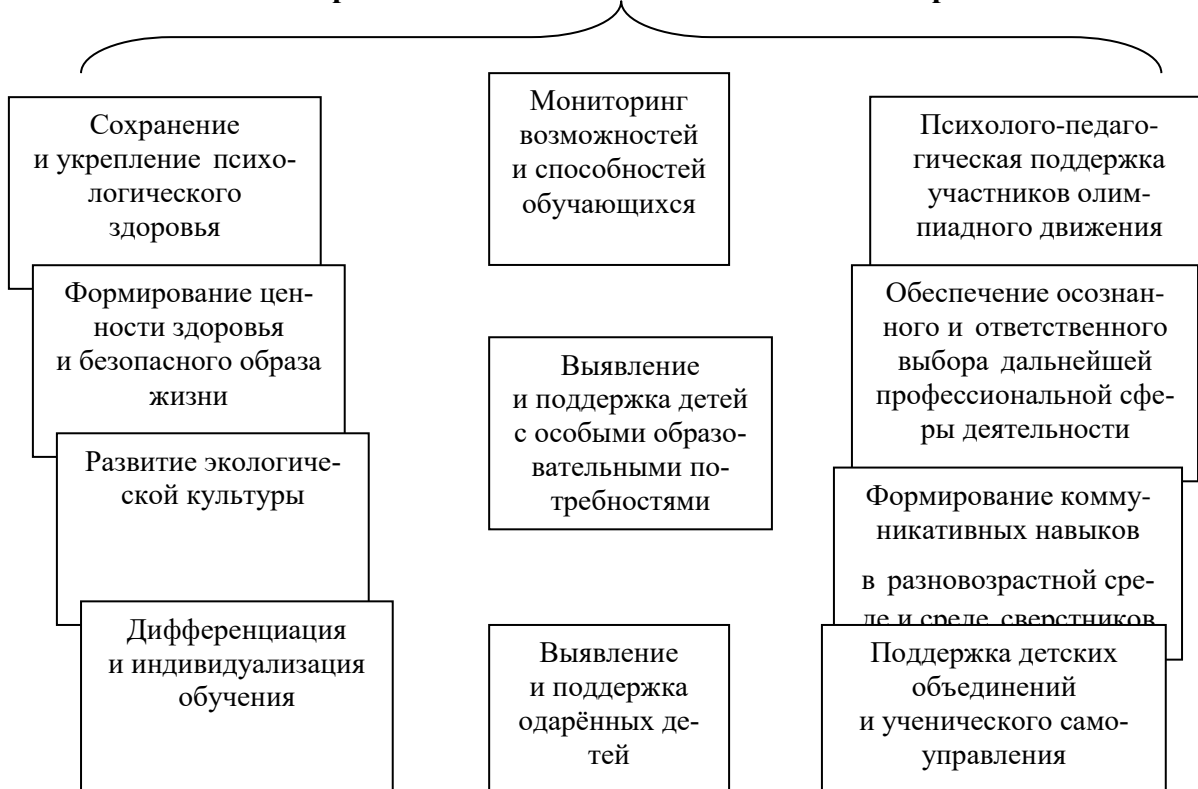 Сохранение
и укрепление психо-
логического
здоровья
Формирование цен-
ности здоровья
и безопасного образа
жизни
Развитие экологиче-
ской культуры
Дифференциация
и индивидуализация
обучения
Мониторинг
возможностей
и способностей
обучающихся
Выявление
и поддержка детей
с особыми образо-
вательными по-
требностями
Выявление
и поддержка
одарённых де-
тей
Психолого-педаго-
гическая поддержка
участников олим-
пиадного движения
Обеспечение осознан-
ного и ответственного
выбора дальнейшей
профессиональной сфе-
ры деятельности
Формирование комму-
никативных навыков
в разновозрастной сре-
де и среде сверстников
Поддержка детских
объединений
и ученического само-
управления